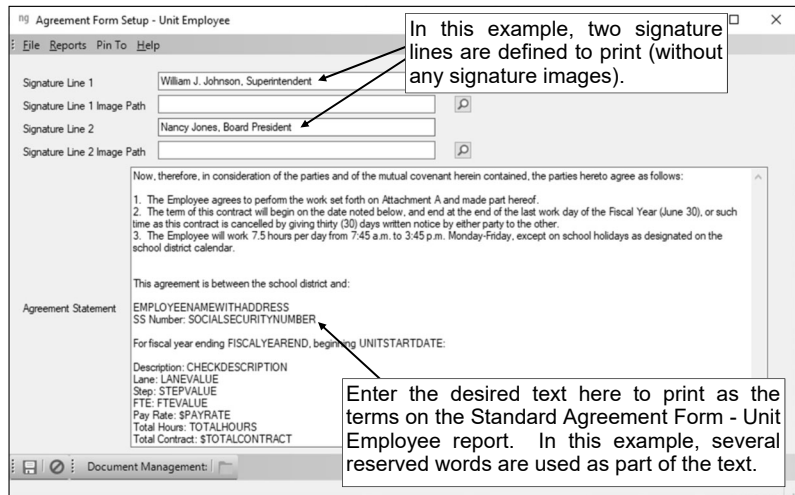 ng Agreement Form Setup - Unit Employee
File Reports Pin To Help
In this example, two signature
lines are defined to print (without
any signature images).
Signature Line 1 William J. Johnson, Superintendent
Signature Line 1 Image Path
Signature Line 2 Nancy Jones, Board President
Signature Line 2 Image Path
Now, therefore, in consideration of the parties and of the mutual covenant herein contained, the parties hereto agree as follows:
1. The Employee agrees to perform the work set forth on Attachment A and made part hereof.
2. The term of this contract will begin on the date noted below, and end at the end of the last work day of the Fiscal Year (June 30), or such
time as this contract is cancelled by giving thirty (30) days written notice by either party to the other.
3. The Employee will work 7.5 hours per day from 7:45 a.m. to 3:45 p.m. Monday-Friday, except on school holidays as designated on the
school district calendar.
This agreement is between the school district and:
Agreement Statement
EMPLOYEENAMEWITHADDRESS
SS Number: SOCIALSECURITYNUMBER
For fiscal year ending FISCALYEAREND, beginning UNITSTARTDATE:
Description: CHECKDESCRIPTION
Lane: LANEVALUE
Step: STEPVALUE
FTE: FTEVALUE
Pay Rate: $PAYRATE
Total Hours: TOTALHOURS
Total Contract: $TOTALCONTRACT
Enter the desired text here to print as the
terms on the Standard Agreement Form - Unit
Employee report. In this example, several
reserved words are used as part of the text.
Document Management: